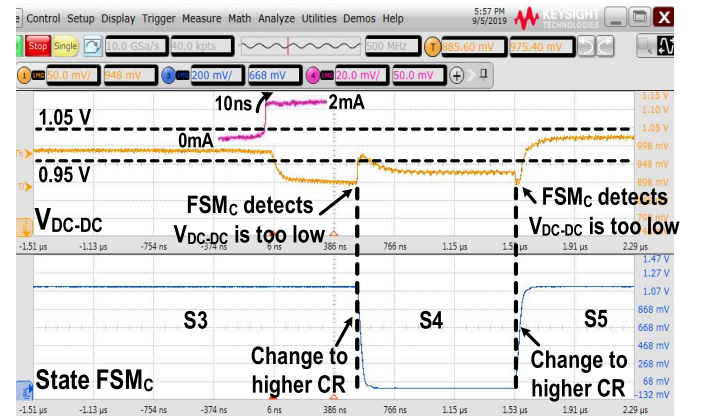 e Control Setup Display Trigger Measure Math Analyze Utilities Demos Help
5:57 PM
9/5/2019
KEYSIGHT
TECHNOLOGIES
Stop Single 10.0 GSa/s 40.0 kpts 500 MHz T 885.60 mV 975.40 mV
1 50.0 mV/ 948 mV 3 200 mV/ 668 mV 4 20.0 mV/ 50.0 mV
1.15 V
1.10 V
1.05 V
998 mV
948 mV
898 mV
10ns 2mA
1.05 V
0mA
0.95 V
FSMC detects
VDC-DC is too low
FSMC detects
VDC-DC is too low
VDC-DC
-1.51 µs -1.13 µs -754 ns -374 ns 6 ns 386 ns 766 ns 1.15 µs 1.53 µs 1.91 µs 2.29 µs
1.47 V
1.27 V
1.07 V
868 mV
668 mV
468 mV
268 mV
68 mV
-132 mV
S3 S4 S5
Change to
higher CR
Change to
higher CR
State FSMC
-1.51 µs -1.13 µs -754 ns -374 ns 6 ns 386 ns 766 ns 1.15 µs 1.53 µs 1.91 µs 2.29 µs